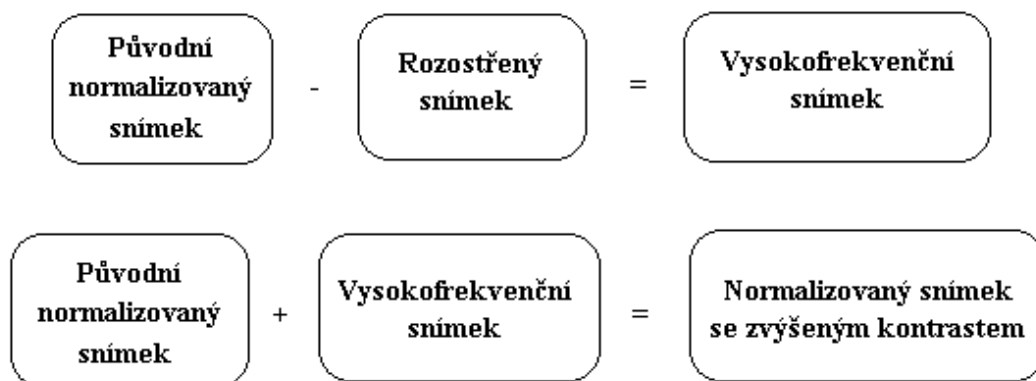 Původní
normalizovaný
snímek
-
Rozostřený
snímek
=
Vysokofrekvenční
snímek
Původní
normalizovaný
snímek
+
Vysokofrekvenční
snímek
=
Normalizovaný snímek
se zvýšeným kontrastem